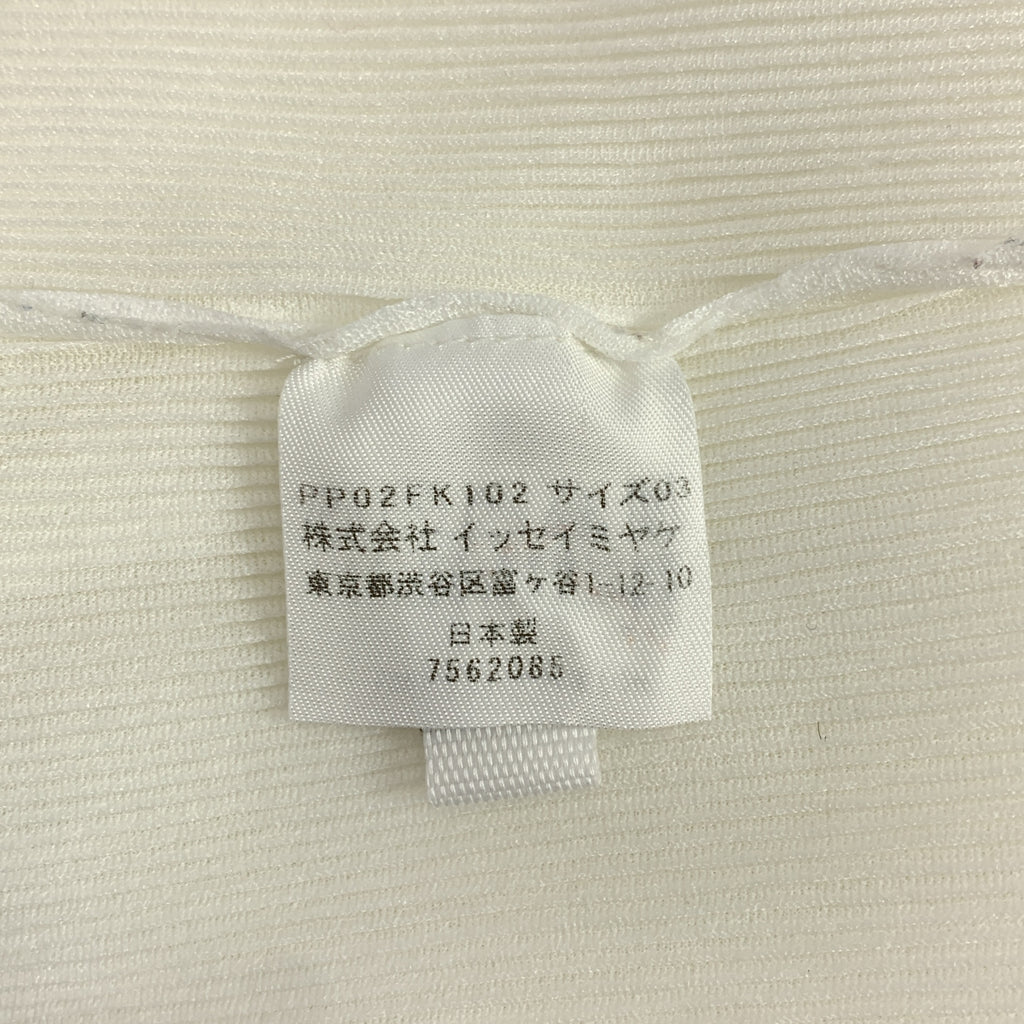 PP02FK102 サイズ03
株式会社 イッセイミヤケ
東京都渋谷区富ヶ谷1-12-10
日本製
7562085